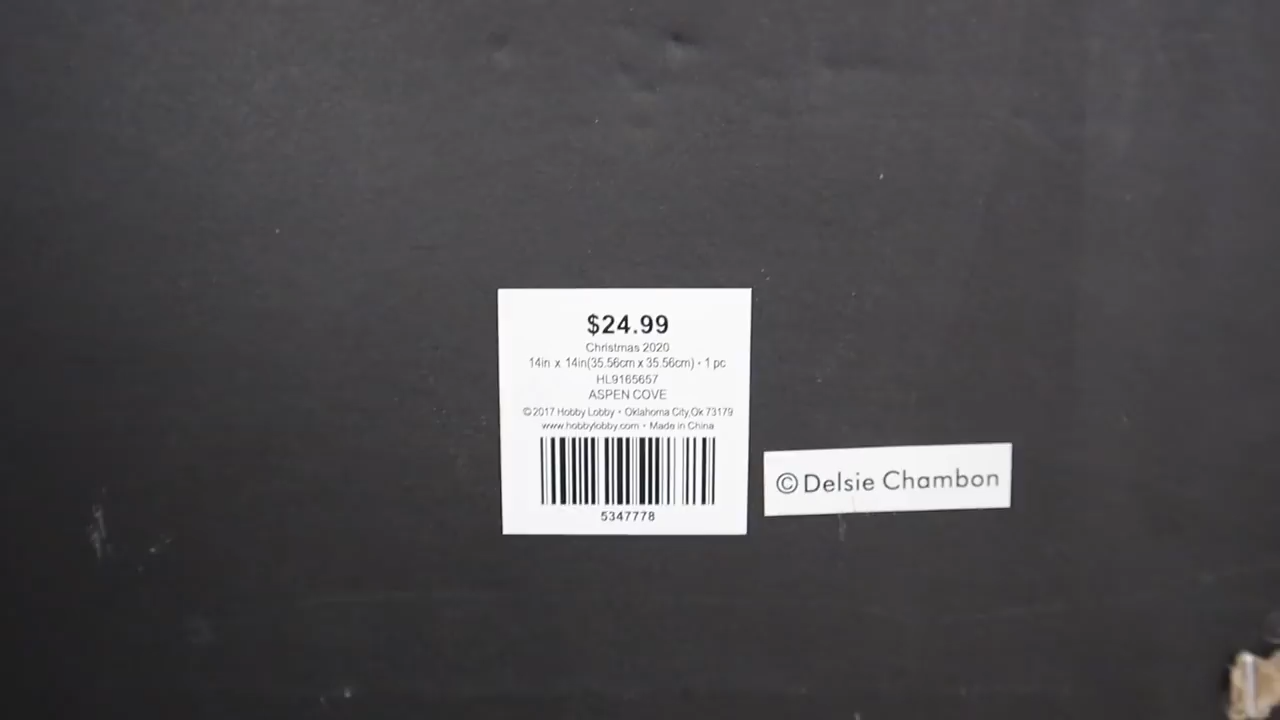 $24.99
Christmas 2020
14in x 14in(35.56cm x 35.56cm) • 1 pc
HL9165657
ASPEN COVE
©2017 Hobby Lobby • Oklahoma City,Ok 73179
www.hobbylobby.com • Made in China
5347778
©Delsie Chambon